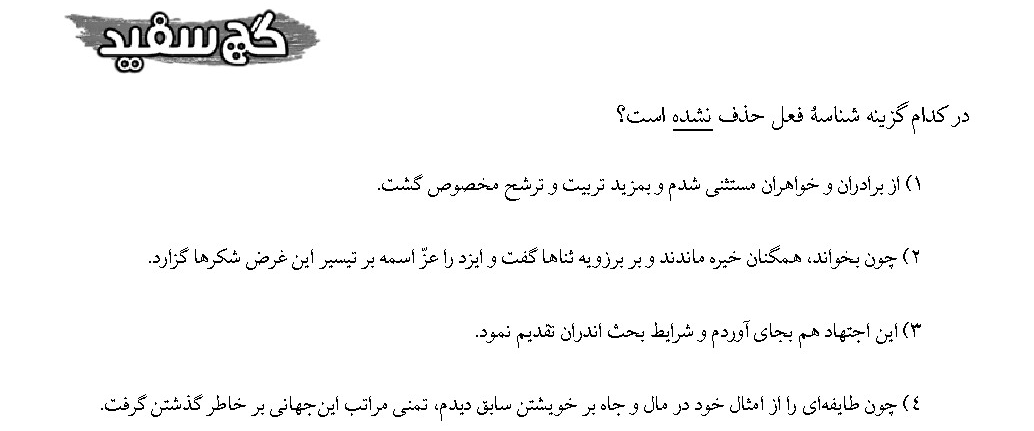 گچ سفید
در کدام گزینه شناسهٔ فعل حذف نشده است؟
۱) از برادران و خواهران مستثنی شدم و بمزید تربیت و ترشح مخصوص گشت.
۲) چون بخواند، همگنان خیره ماندند و بر برزویه ثناها گفت و ایزد را عزّ اسمه بر تیسیر این غرض شکرها گزارد.
۳) این اجتهاد هم بجای آوردم و شرایط بحث اندران تقدیم نمود.
۴) چون طایفه‌ای را از امثال خود در مال و جاه بر خویشتن سابق دیدم، تمنی مراتب این‌جهانی بر خاطر گذشتن گرفت.